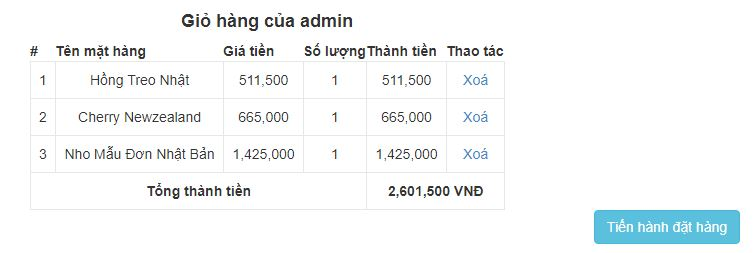 Giỏ hàng của admin
# Tên mặt hàng Giá tiền Số lượng Thành tiền Thao tác
1 Hồng Treo Nhật 511,500 1 511,500 Xoá
2 Cherry Newzealand 665,000 1 665,000 Xoá
3 Nho Mẫu Đơn Nhật Bản 1,425,000 1 1,425,000 Xoá
Tổng thành tiền 2,601,500 VNĐ
Tiến hành đặt hàng